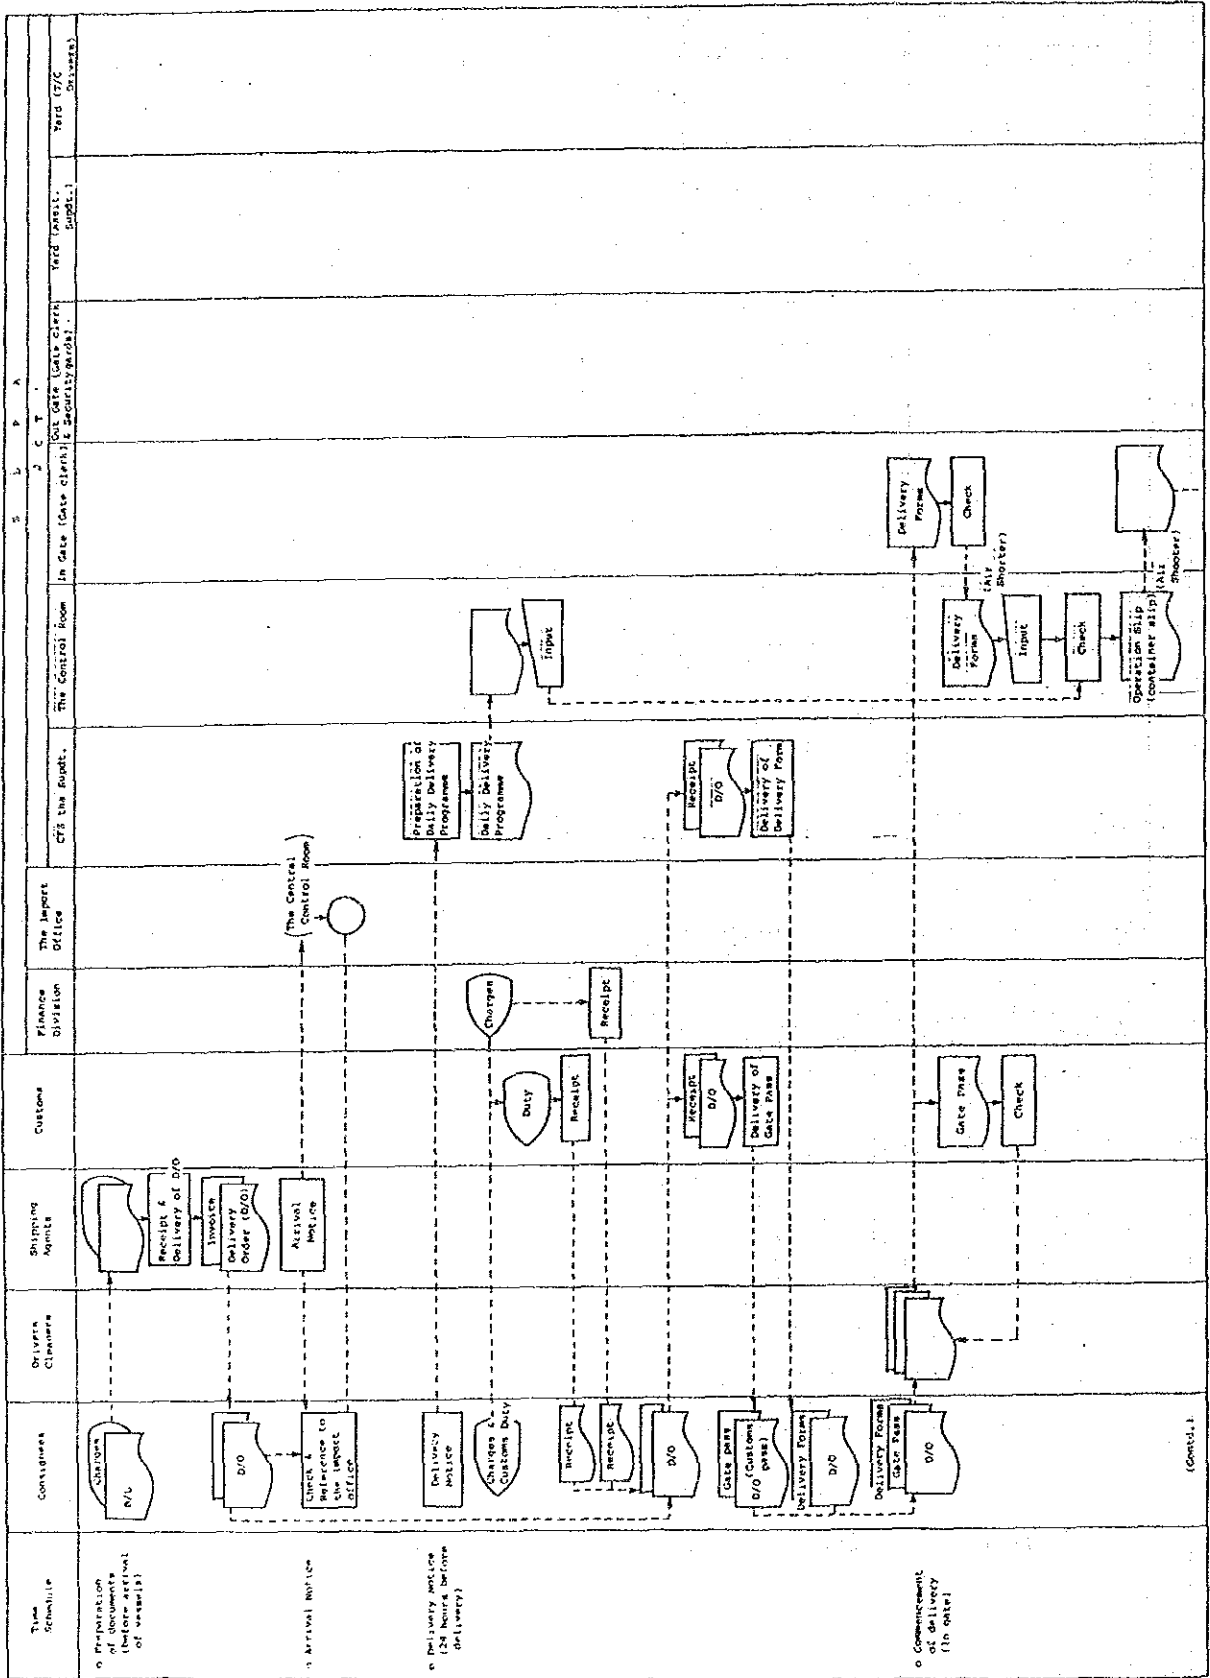 S L P A
J C T
Time
Schedule
Consignees
Drivers
Cleaners
Shipping
Agents
Customs
Finance
Division
The Import
Office
CFS the Supdt.
The Control Room
In Gate (Gate clerk)
Out Gate (Gate clerk
& Securitygards)
Yard (Assit.
Supdt.)
Yard (T/C
Drivers)
o Preparation
of documents
(before arrival
of vessels)
Charges
B/L
Receipt &
Delivery of D/O
Invoice
Delivery
Order (D/O)
D/O
o Arrival Notice
Check &
Reference to
the import
office
Arrival
Notice
(The Central
Control Room)
o Delivery Notice
(24 hours before
delivery)
Delivery
Notice
Preparation of
Daily Delivery
Programme
Daily Delivery
Programme
Input
Charges &
Customs Duty
Duty
Charges
Receipt
Receipt
Receipt
Receipt
D/O
Receipt
D/O
Delivery of
Gate Pass
Receipt
D/O
Delivery of
Delivery Form
Gate pass
(Customs
D/O pass)
Delivery Forms
D/O
o Commencement
of delivery
(In gate)
Delivery Forms
Gate Pass
D/O
Gate Pass
Check
Delivery
Forms
Check
(Air
Shorter)
Delivery
Forms
Input
Check
Operation Slip
(container slip)
(Air
Shooter)
(Contd.)